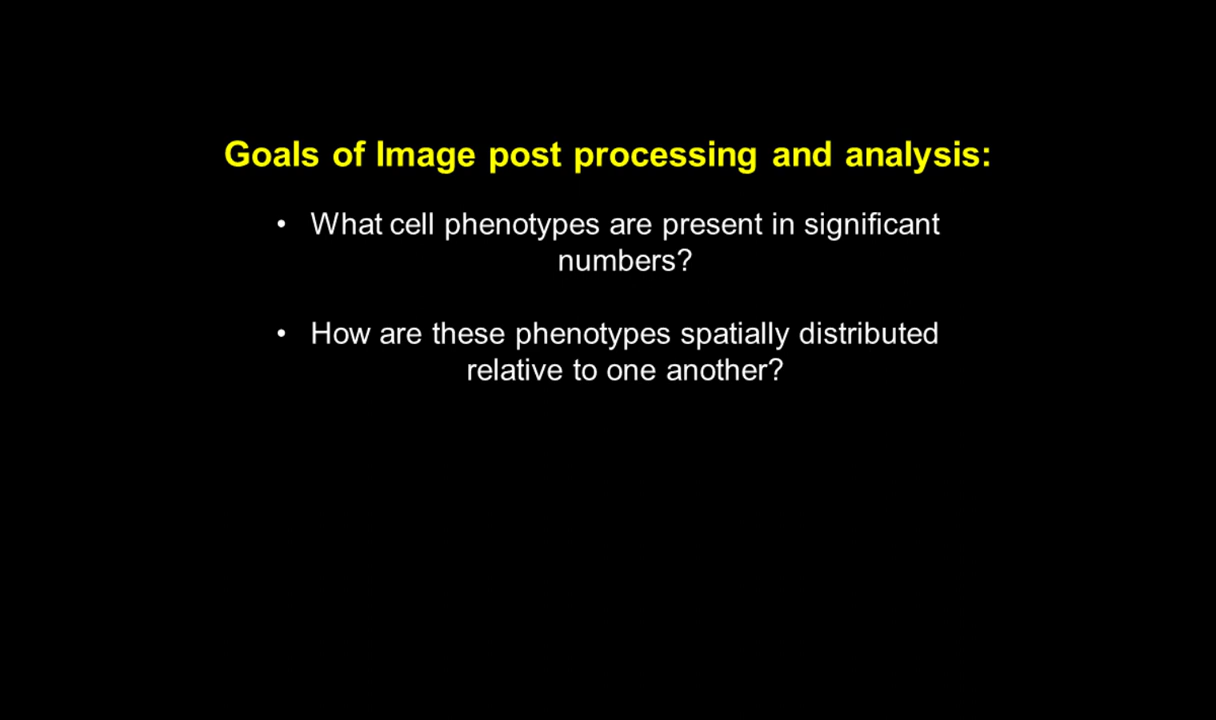 Goals of Image post processing and analysis:
• What cell phenotypes are present in significant
numbers?
• How are these phenotypes spatially distributed
relative to one another?